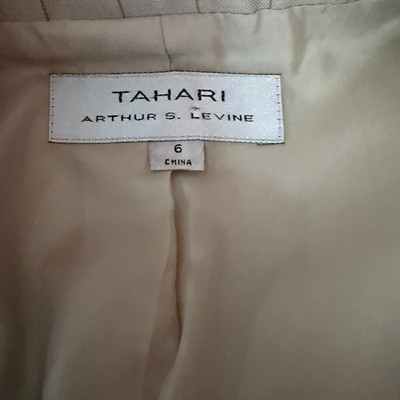 TAHARI
ARTHUR S. LEVINE
6
CHINA